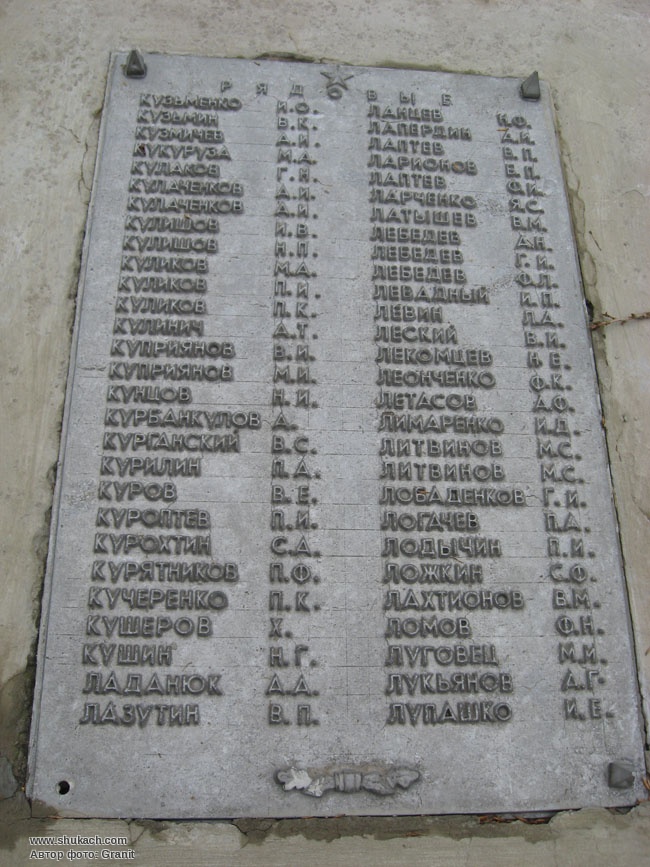 РЯДОВЫЕ
КУЗЬМЕНКО И.О.
КУЗЬМИН В.К.
КУЗМИЧЕВ А.И.
КУКУРУЗА М.А.
КУЛАКОВ Г.Н.
КУЛАЧЕНКОВ А.И.
КУЛАЧЕНКОВ А.И.
КУЛИШОВ И.В.
КУЛИШОВ Н.П.
КУЛИКОВ М.А.
КУЛИКОВ П.И.
КУЛИКОВ П.К.
КУЛИНИЧ А.Т.
КУПРИЯНОВ В.И.
КУПРИЯНОВ М.И.
КУНЦОВ Н.И.
КУРБАНКУЛОВ А.
КУРГАНСКИЙ В.С.
КУРИЛИН П.А.
КУРОВ В.Е.
КУРОПТЕВ П.И.
КУРОХТИН С.А.
КУРЯТНИКОВ П.Ф.
КУЧЕРЕНКО П.К.
КУШЕРОВ Х.
КУШИН Н.Г.
ЛАДАНЮК А.А.
ЛАЗУТИН В.П.
ЛАНЦЕВ Н.Ф.
ЛАПЕРДИН А.И.
ЛАПТЕВ В.П.
ЛАРИОНОВ Е.П.
ЛАПТЕВ Ф.И.
ЛАРЧЕНКО Я.С.
ЛАТЫШЕВ В.М.
ЛЕБЕДЕВ А.Н.
ЛЕБЕДЕВ Г.И.
ЛЕБЕДЕВ Ф.Л.
ЛЕВАДНЫЙ И.П.
ЛЕВИН Л.А.
ЛЕСКИЙ В.И.
ЛЕКОМЦЕВ Н.Е.
ЛЕОНЧЕНКО Ф.К.
ЛЕТАСОВ А.Ф.
ЛИМАРЕНКО И.Д.
ЛИТВИНОВ М.С.
ЛИТВИНОВ М.С.
ЛОБАДЕНКОВ Г.И.
ЛОГАЧЕВ П.А.
ЛОДЫЧИН П.И.
ЛОЖКИН С.Ф.
ЛАХТИОНОВ В.М.
ЛОМОВ Ф.Н.
ЛУГОВЕЦ М.И.
ЛУКЬЯНОВ А.Г.
ЛУПАШКО И.Е.
www.shukach.com
Автор фото: Granit